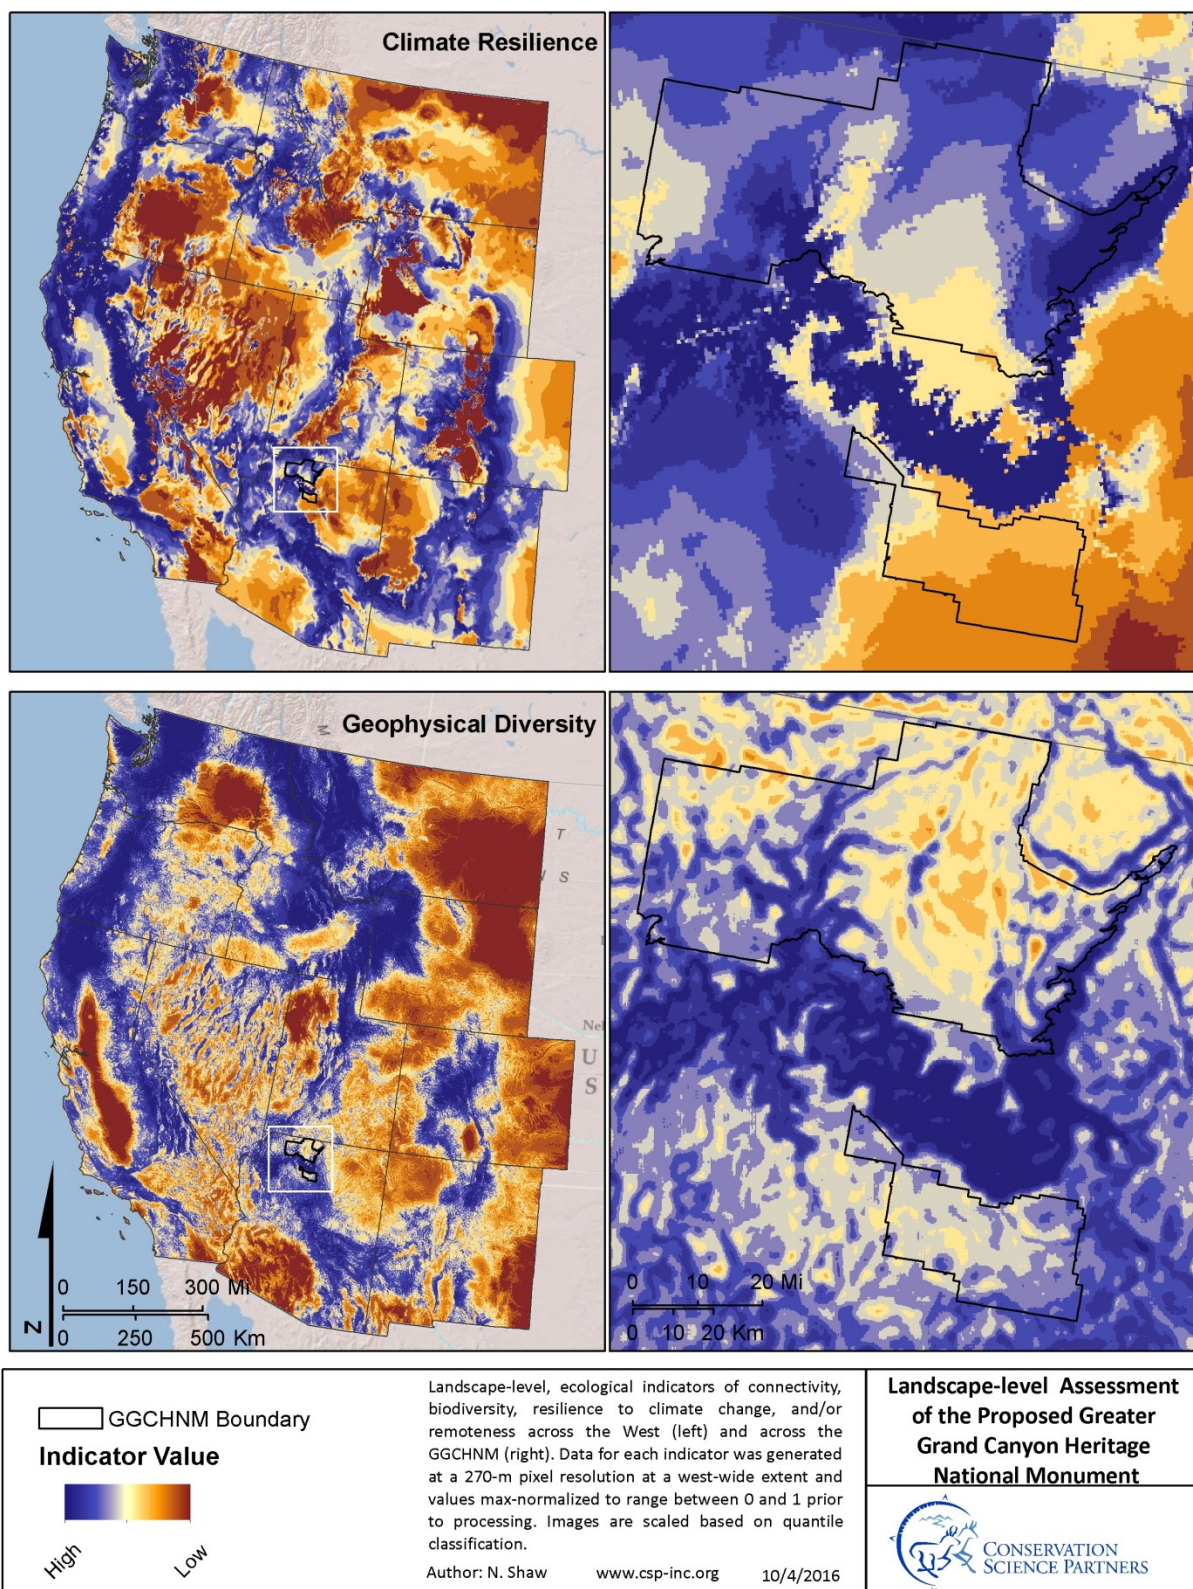 Climate Resilience
Geophysical Diversity
M
T
S
Nel
U
S
0 150 300 Mi
0 250 500 Km
N
0 10 20 Mi
0 10 20 Km
GGCHNM Boundary
Indicator Value
High
Low
Landscape-level, ecological indicators of connectivity,
biodiversity, resilience to climate change, and/or
remoteness across the West (left) and across the
GGCHNM (right). Data for each indicator was generated
at a 270-m pixel resolution at a west-wide extent and
values max-normalized to range between 0 and 1 prior
to processing. Images are scaled based on quantile
classification.
Author: N. Shaw www.csp-inc.org 10/4/2016
Landscape-level Assessment
of the Proposed Greater
Grand Canyon Heritage
National Monument
CONSERVATION
SCIENCE PARTNERS